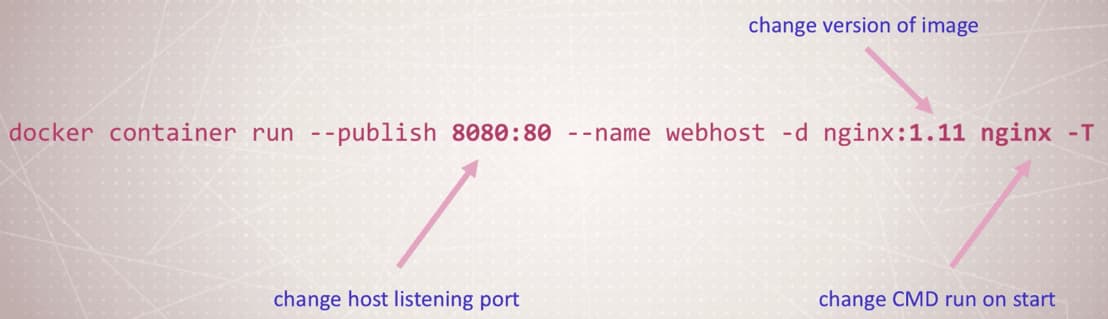 change version of image
docker container run --publish 8080:80 --name webhost -d nginx:1.11 nginx -T
change host listening port
change CMD run on start